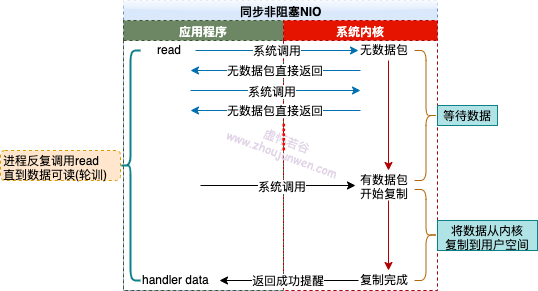 同步非阻塞NIO
应用程序
系统内核
read
系统调用
无数据包
无数据包直接返回
系统调用
无数据包直接返回
等待数据
虚怀若谷
www.zhoujunwen.com
进程反复调用read
直到数据可读(轮训)
系统调用
有数据包
开始复制
将数据从内核
复制到用户空间
handler data
返回成功提醒
复制完成